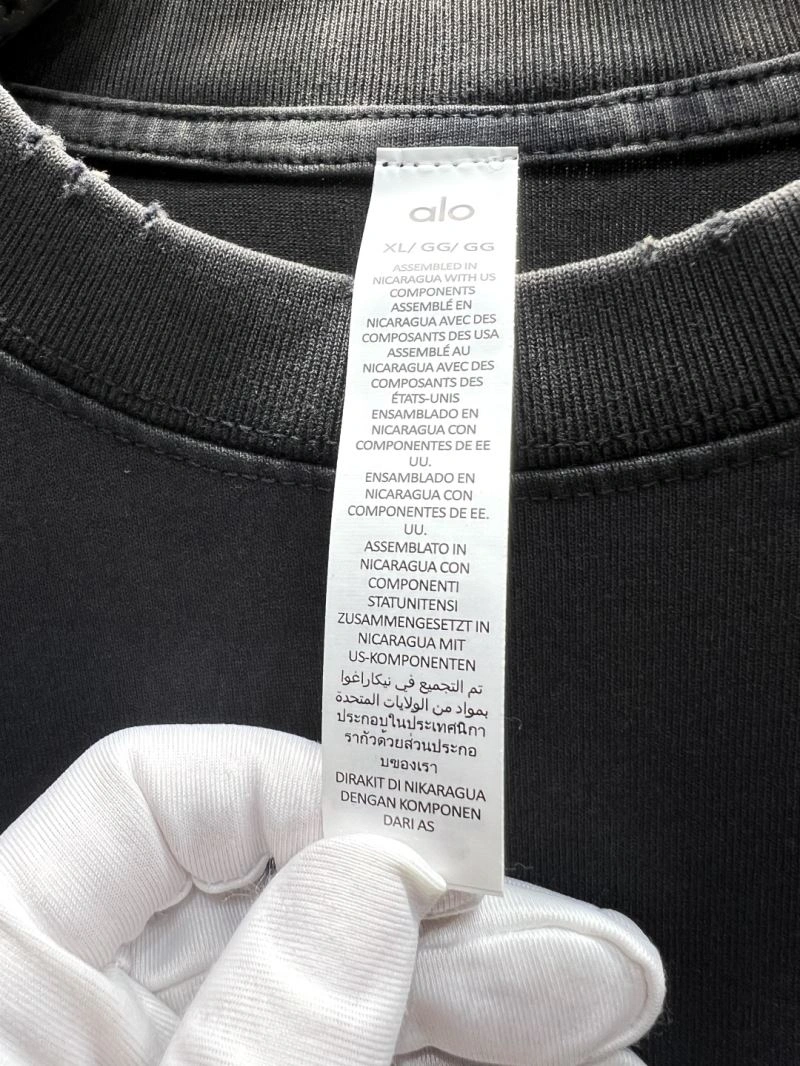 alo
XL/ GG/ GG
ASSEMBLED IN
NICARAGUA WITH US
COMPONENTS
ASSEMBLÉ EN
NICARAGUA AVEC DES
COMPOSANTS DES USA
ASSEMBLÉ AU
NICARAGUA AVEC DES
COMPOSANTS DES
ÉTATS-UNIS
ENSAMBLADO EN
NICARAGUA CON
COMPONENTES DE EE
UU.
ENSAMBLADO EN
NICARAGUA CON
COMPONENTES DE EE.
UU.
ASSEMBLATO IN
NICARAGUA CON
COMPONENTI
STATUNITENSI
ZUSAMMENGESETZT IN
NICARAGUA MIT
US-KOMPONENTEN
تم التجميع في نيكاراغوا
بمواد من الولايات المتحدة
ประกอบในประเทศนิกา
รากัวด้วยส่วนประกอ
บของเรา
DIRAKIT DI NIKARAGUA
DENGAN KOMPONEN
DARI AS